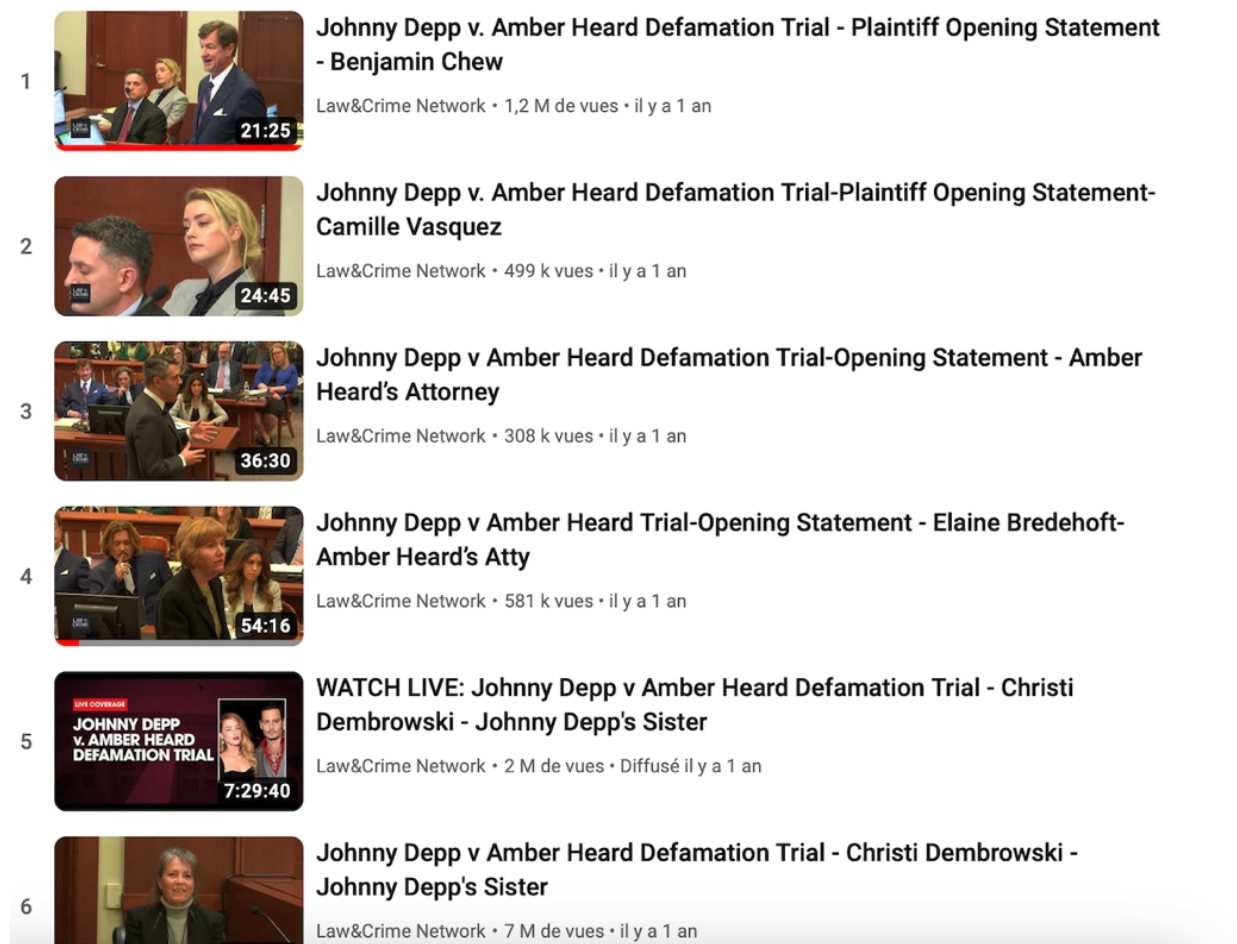 1
21:25
Johnny Depp v. Amber Heard Defamation Trial - Plaintiff Opening Statement
- Benjamin Chew
Law&Crime Network • 1,2 M de vues • il y a 1 an
2
24:45
Johnny Depp v. Amber Heard Defamation Trial-Plaintiff Opening Statement-
Camille Vasquez
Law&Crime Network • 499 k vues • il y a 1 an
3
36:30
Johnny Depp v Amber Heard Defamation Trial-Opening Statement - Amber
Heard’s Attorney
Law&Crime Network • 308 k vues • il y a 1 an
4
54:16
Johnny Depp v Amber Heard Trial-Opening Statement - Elaine Bredehoft-
Amber Heard’s Atty
Law&Crime Network • 581 k vues • il y a 1 an
5
LIVE COVERAGE
JOHNNY DEPP
v. AMBER HEARD
DEFAMATION TRIAL
7:29:40
WATCH LIVE: Johnny Depp v Amber Heard Defamation Trial - Christi
Dembrowski - Johnny Depp's Sister
Law&Crime Network • 2 M de vues • Diffusé il y a 1 an
6
Johnny Depp v Amber Heard Defamation Trial - Christi Dembrowski -
Johnny Depp's Sister
Law&Crime Network • 7 M de vues • il y a 1 an